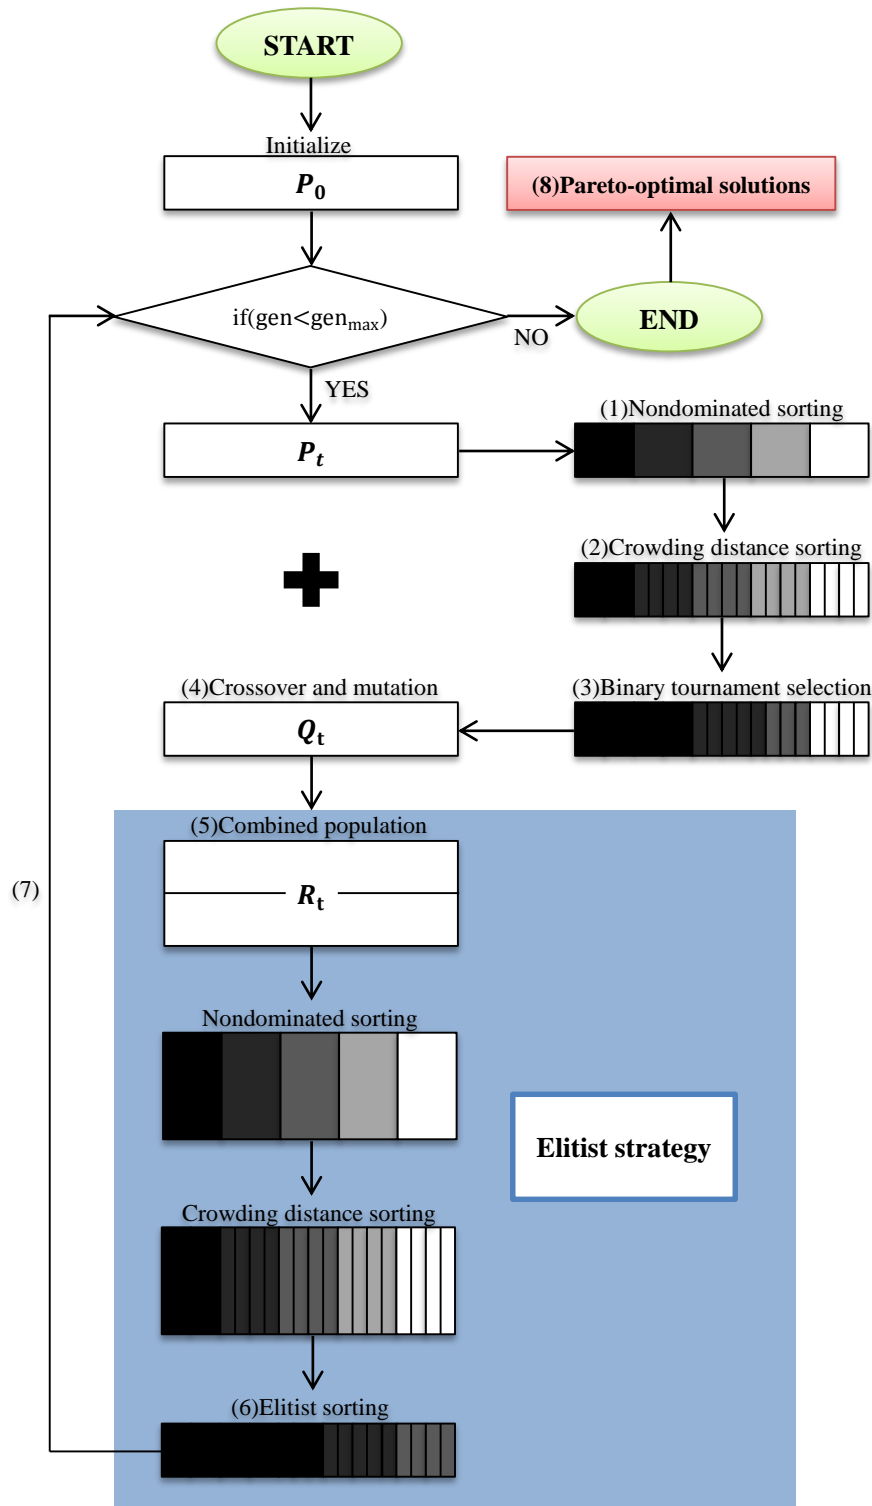 START
Initialize
P0
(8)Pareto-optimal solutions
if(gen<genmax)
NO
END
YES
Pt
(1)Nondominated sorting
(2)Crowding distance sorting
(3)Binary tournament selection
(4)Crossover and mutation
Qt
(5)Combined population
Rt
(7)
Nondominated sorting
Elitist strategy
Crowding distance sorting
(6)Elitist sorting